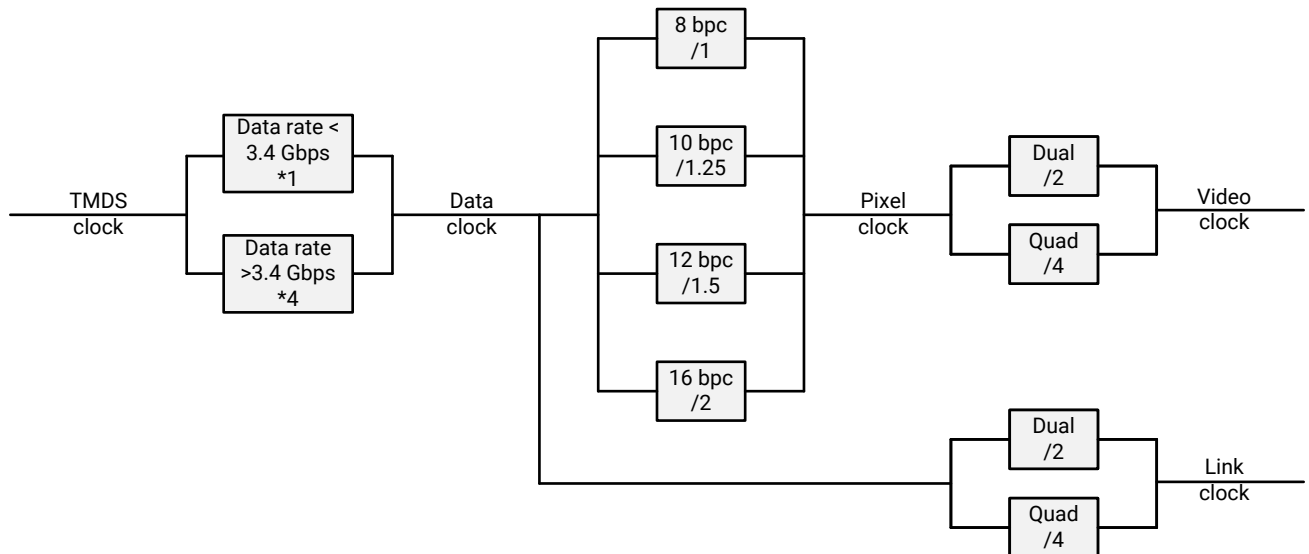 8 bpc
/1
Data rate <
3.4 Gbps
*1
10 bpc
/1.25
Dual
/2
TMDS
clock
Data
clock
Pixel
clock
Video
clock
Data rate
>3.4 Gbps
*4
12 bpc
/1.5
Quad
/4
16 bpc
/2
Dual
/2
Link
clock
Quad
/4